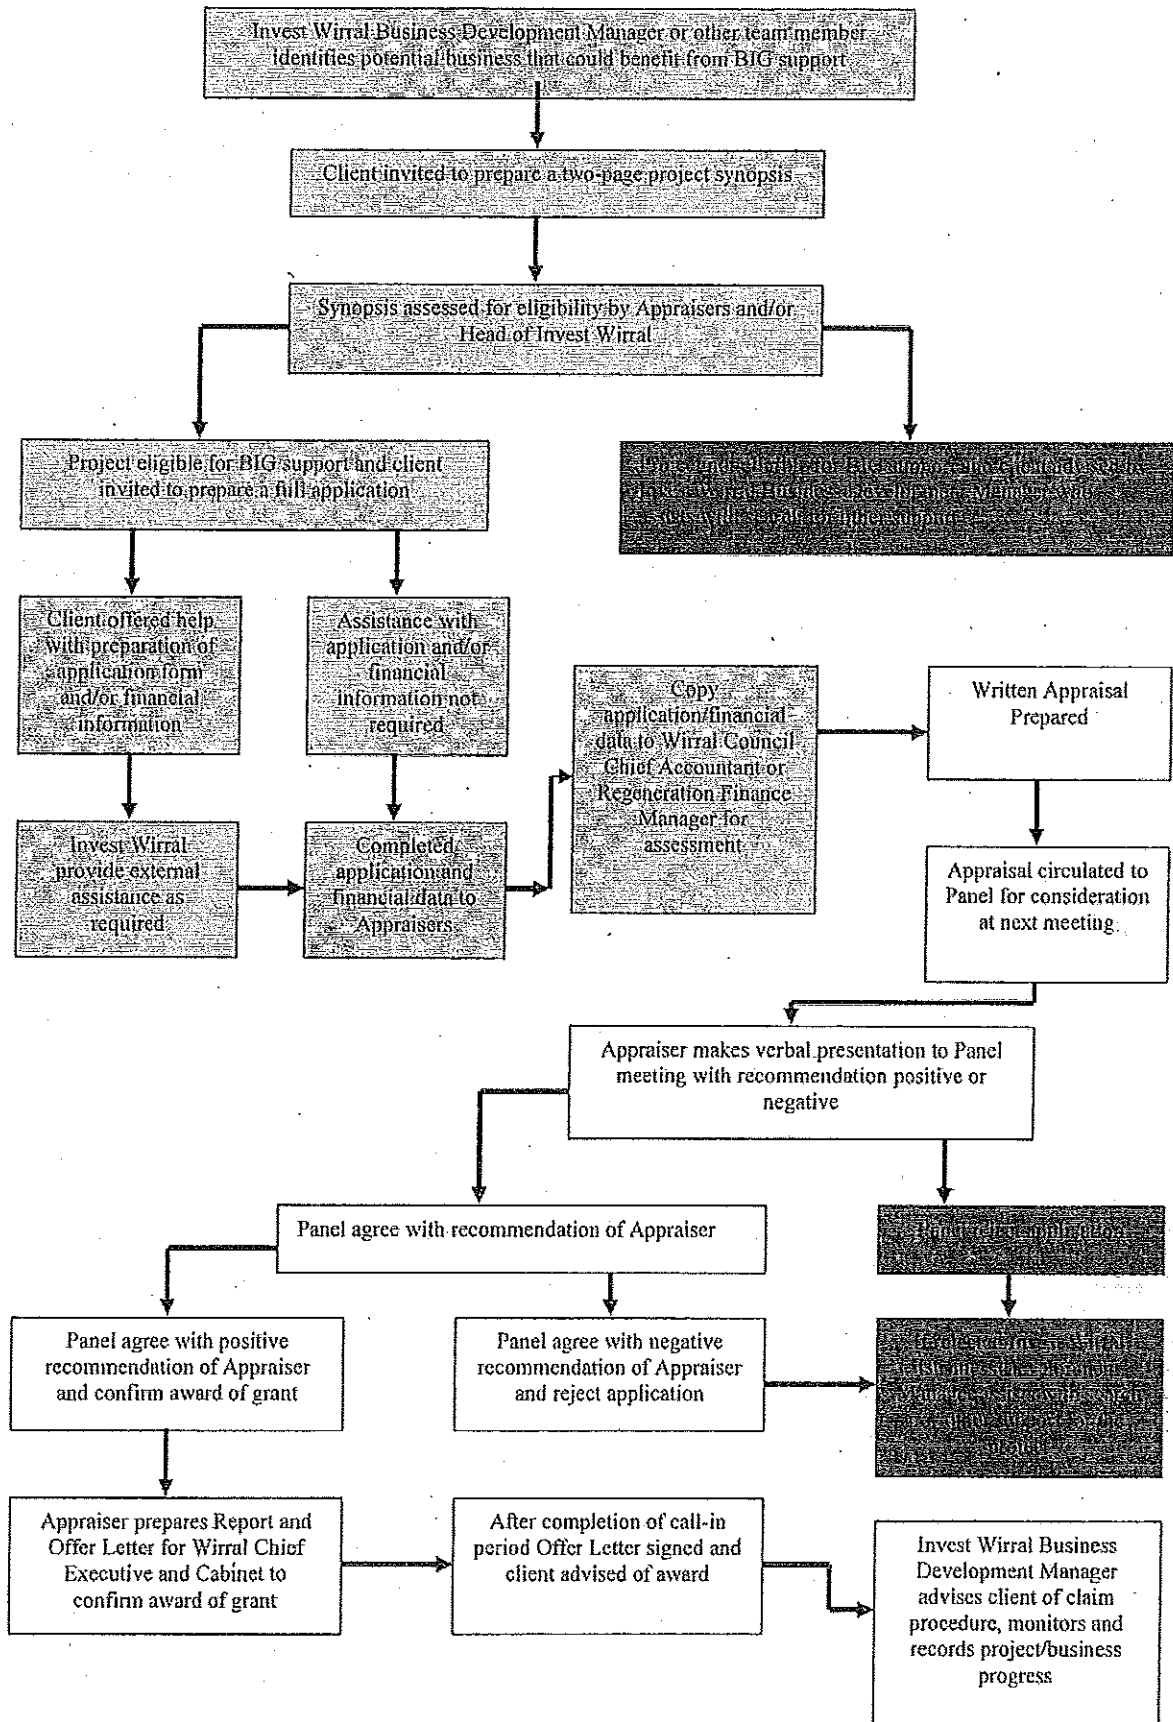 Invest Wirral Business Development Manager or other team member
identifies potential business that could benefit from BIG support
Client invited to prepare a two-page project synopsis
Synopsis assessed for eligibility by Appraisers and/or
Head of Invest Wirral
Project eligible for BIG support and client
invited to prepare a full application
Business Development Manager who
other support
Client offered help
with preparation of
application form
and/or financial
information
Assistance with
application and/or
financial
information not
required
Copy
application/financial
data to Wirral Council
Chief Accountant or
Regeneration Finance
Manager for
assessment
Written Appraisal
Prepared
Invest Wirral
provide external
assistance as
required
Completed
application and
financial data to
Appraisers
Appraisal circulated to
Panel for consideration
at next meeting
Appraiser makes verbal presentation to Panel
meeting with recommendation positive or
negative
Panel agree with recommendation of Appraiser
application
Panel agree with positive
recommendation of Appraiser
and confirm award of grant
Panel agree with negative
recommendation of Appraiser
and reject application
Appraiser prepares Report and
Offer Letter for Wirral Chief
Executive and Cabinet to
confirm award of grant
After completion of call-in
period Offer Letter signed and
client advised of award
Invest Wirral Business
Development Manager
advises client of claim
procedure, monitors and
records project/business
progress